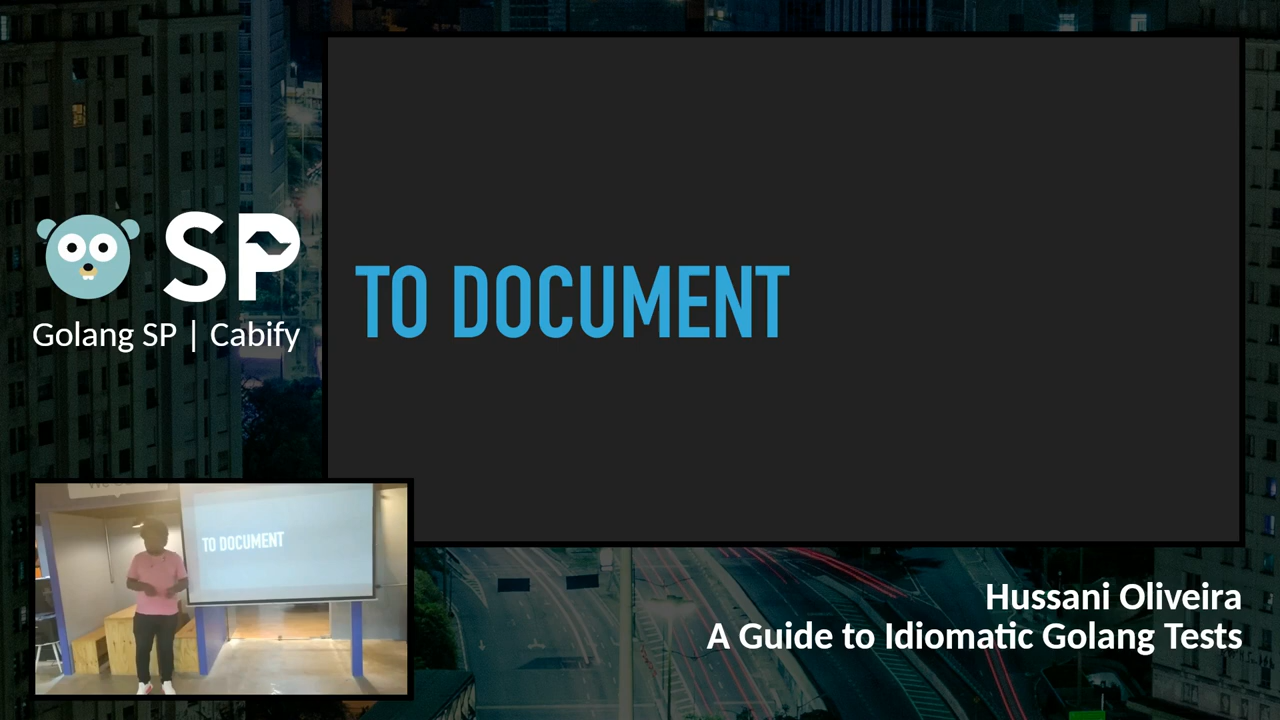 SP
Golang SP | Cabify
TO DOCUMENT
TO DOCUMENT
Hussani Oliveira
A Guide to Idiomatic Golang Tests